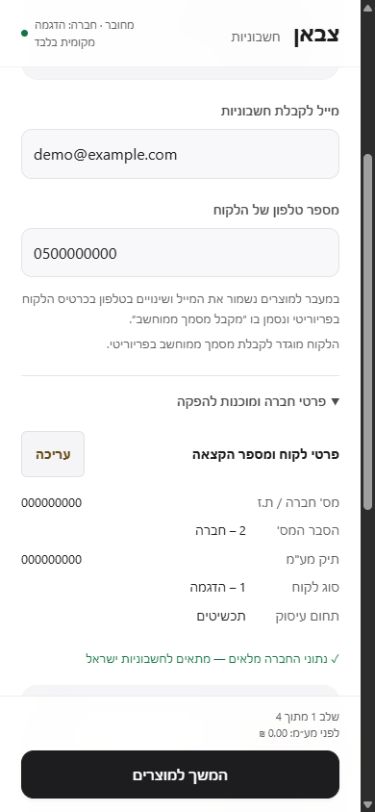 צבאן חשבוניות
מחובר · חברה: הדגמה
מקומית בלבד
מייל לקבלת חשבוניות
demo@example.com
מספר טלפון של הלקוח
0500000000
במעבר למוצרים נשמור את המייל ושינויים בטלפון בכרטיס הלקוח
בפריוריטי ונסמן בו "מקבל מסמך ממוחשב".
הלקוח מוגדר לקבלת מסמך ממוחשב בפריוריטי.
▼ פרטי חברה ומוכנות להפקה
פרטי לקוח ומספר הקצאה
עריכה
מס' חברה / ת.ז 000000000
הסבר המס' 2 – חברה
תיק מע"מ 000000000
סוג לקוח 1 – הדגמה
תחום עיסוק תכשיטים
✓ נתוני החברה מלאים — מתאים לחשבוניות ישראל
שלב 1 מתוך 4
לפני מע״מ: 0.00 ₪
המשך למוצרים